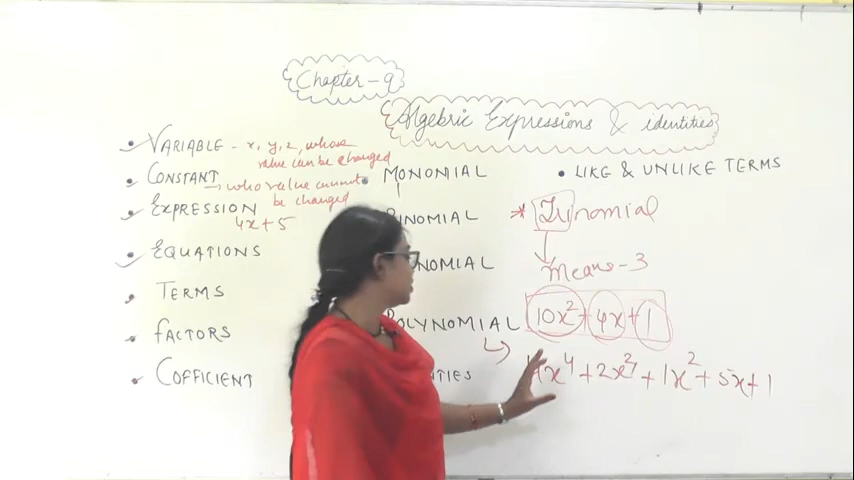 Chapter-9
Algebric Expressions & identities
VARIABLE - x, y, z, whose
value can be changed
CONSTANT → who value cannot
be changed
EXPRESSION
4x+5
EQUATIONS
TERMS
FACTORS
COFFICIENT
MONOMIAL
BINOMIAL
NOMIAL
POLYNOMIAL
TIES
• LIKE & UNLIKE TERMS
* Trinomial
Means-3
10x²+4x+1
x⁴+2x³+1x²+5x+1